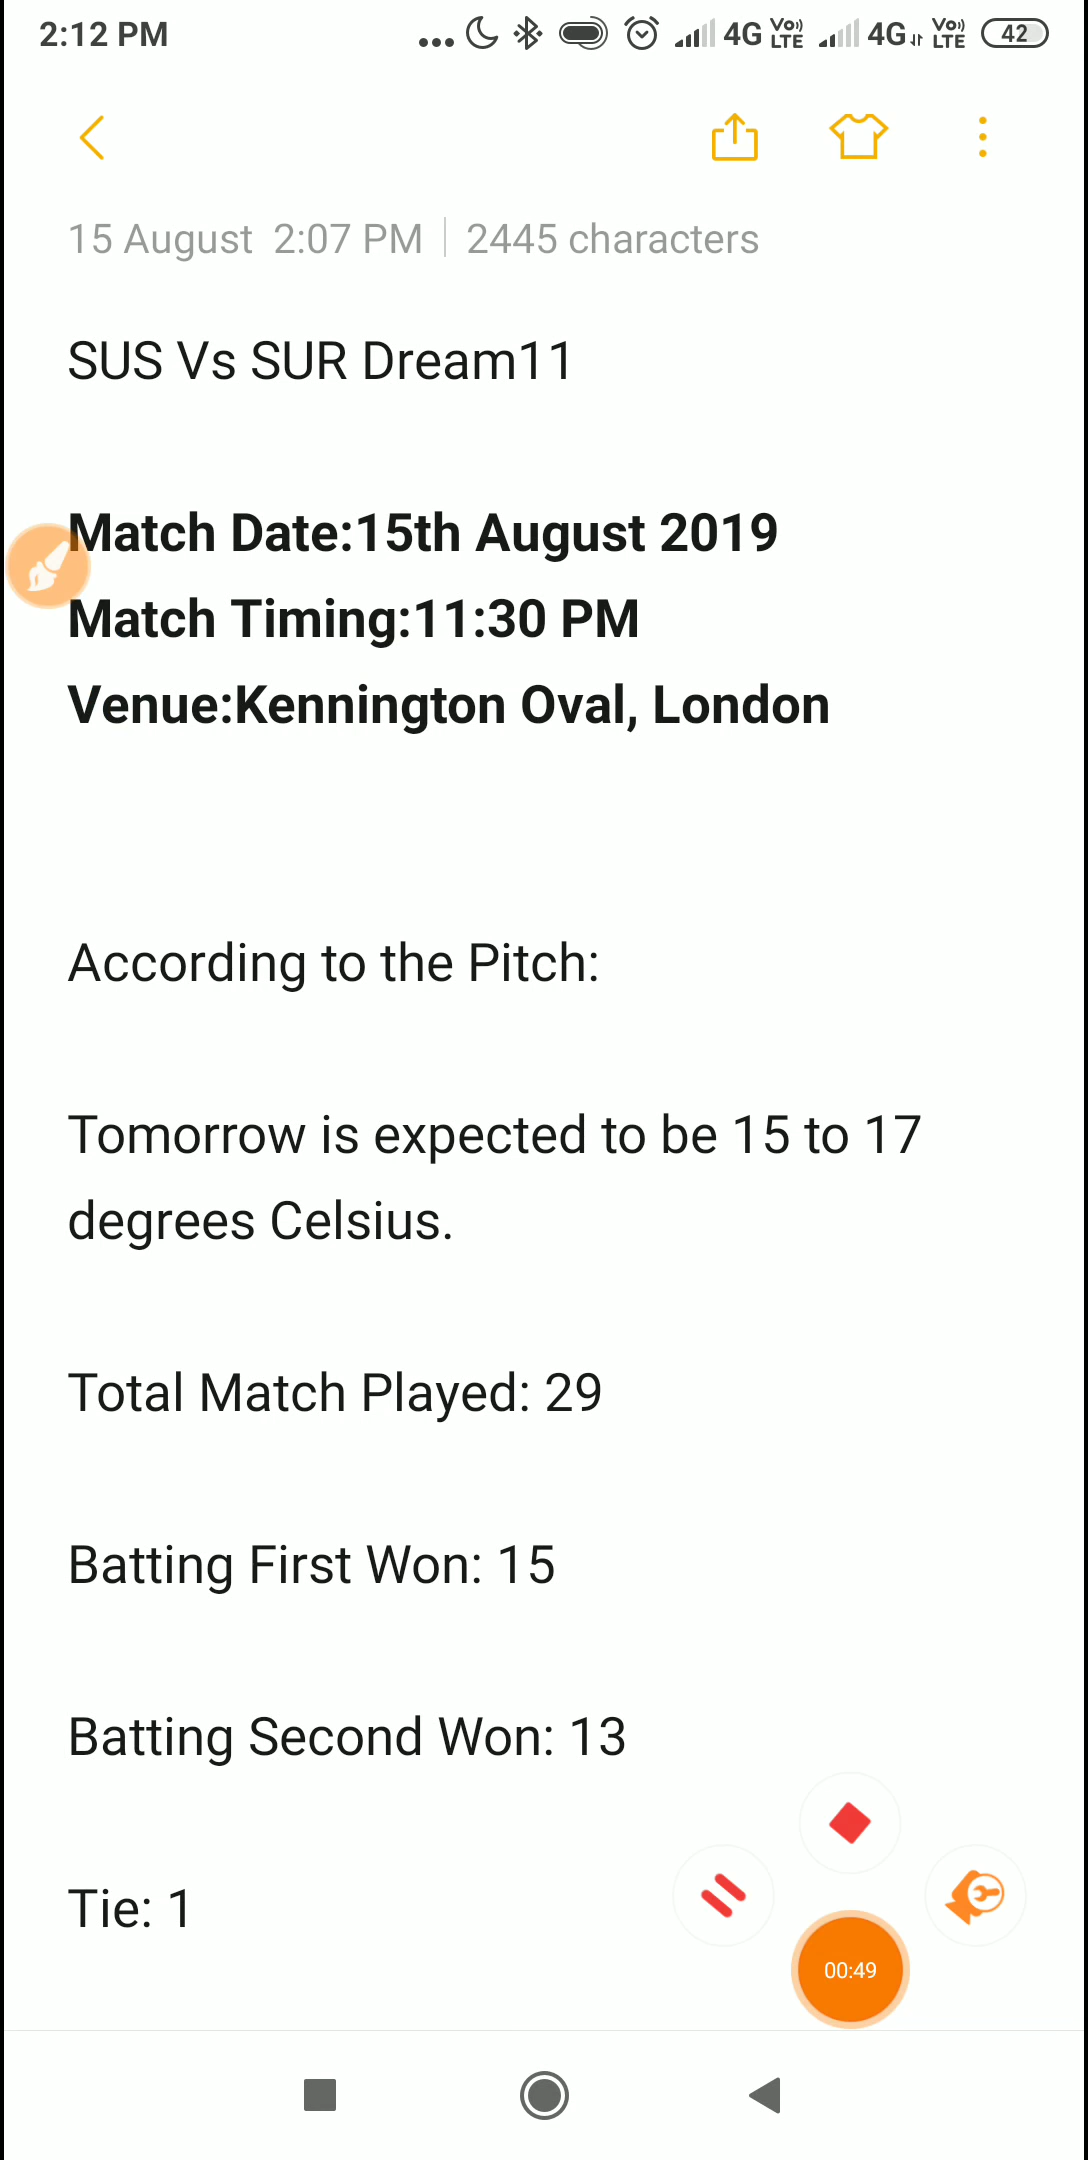 2:12 PM
4G VoLTE 4G VoLTE 42
15 August 2:07 PM | 2445 characters
SUS Vs SUR Dream11
Match Date:15th August 2019
Match Timing:11:30 PM
Venue:Kennington Oval, London
According to the Pitch:
Tomorrow is expected to be 15 to 17
degrees Celsius.
Total Match Played: 29
Batting First Won: 15
Batting Second Won: 13
Tie: 1
00:49